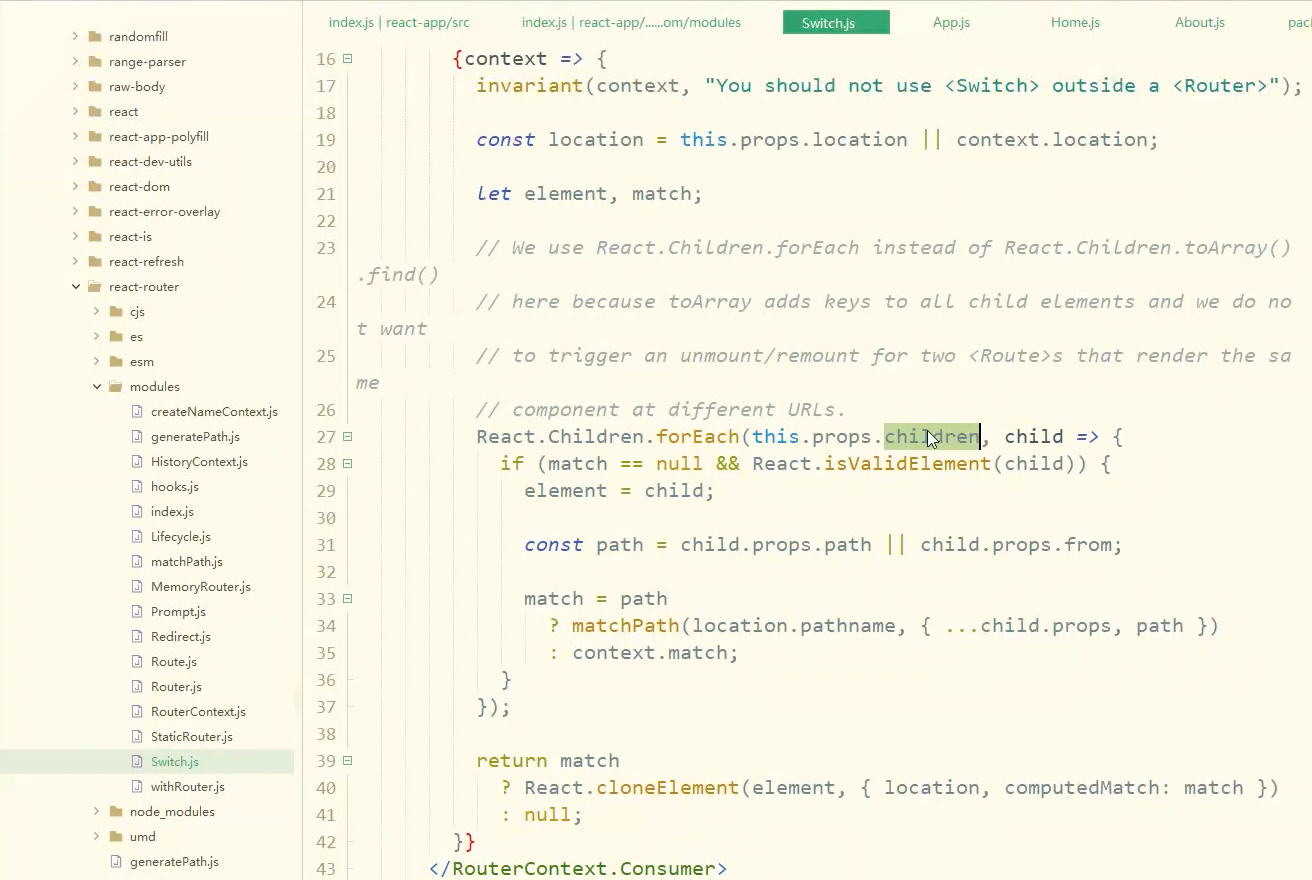 index.js | react-app/src
index.js | react-app/......om/modules
Switch.js
App.js
Home.js
About.js
randomfill
range-parser
raw-body
react
react-app-polyfill
react-dev-utils
react-dom
react-error-overlay
react-is
react-refresh
react-router
cjs
es
esm
modules
createNameContext.js
generatePath.js
HistoryContext.js
hooks.js
index.js
Lifecycle.js
matchPath.js
MemoryRouter.js
Prompt.js
Redirect.js
Route.js
Router.js
RouterContext.js
StaticRouter.js
Switch.js
withRouter.js
node_modules
umd
generatePath.js
16 {context => {
17 invariant(context, "You should not use <Switch> outside a <Router>");
18
19 const location = this.props.location || context.location;
20
21 let element, match;
22
23 // We use React.Children.forEach instead of React.Children.toArray()
.find()
24 // here because toArray adds keys to all child elements and we do no
t want
25 // to trigger an unmount/remount for two <Route>s that render the sa
me
26 // component at different URLs.
27 React.Children.forEach(this.props.children, child => {
28 if (match == null && React.isValidElement(child)) {
29 element = child;
30
31 const path = child.props.path || child.props.from;
32
33 match = path
34 ? matchPath(location.pathname, { ...child.props, path })
35 : context.match;
36 }
37 });
38
39 return match
40 ? React.cloneElement(element, { location, computedMatch: match })
41 : null;
42 }}
43 </RouterContext.Consumer>